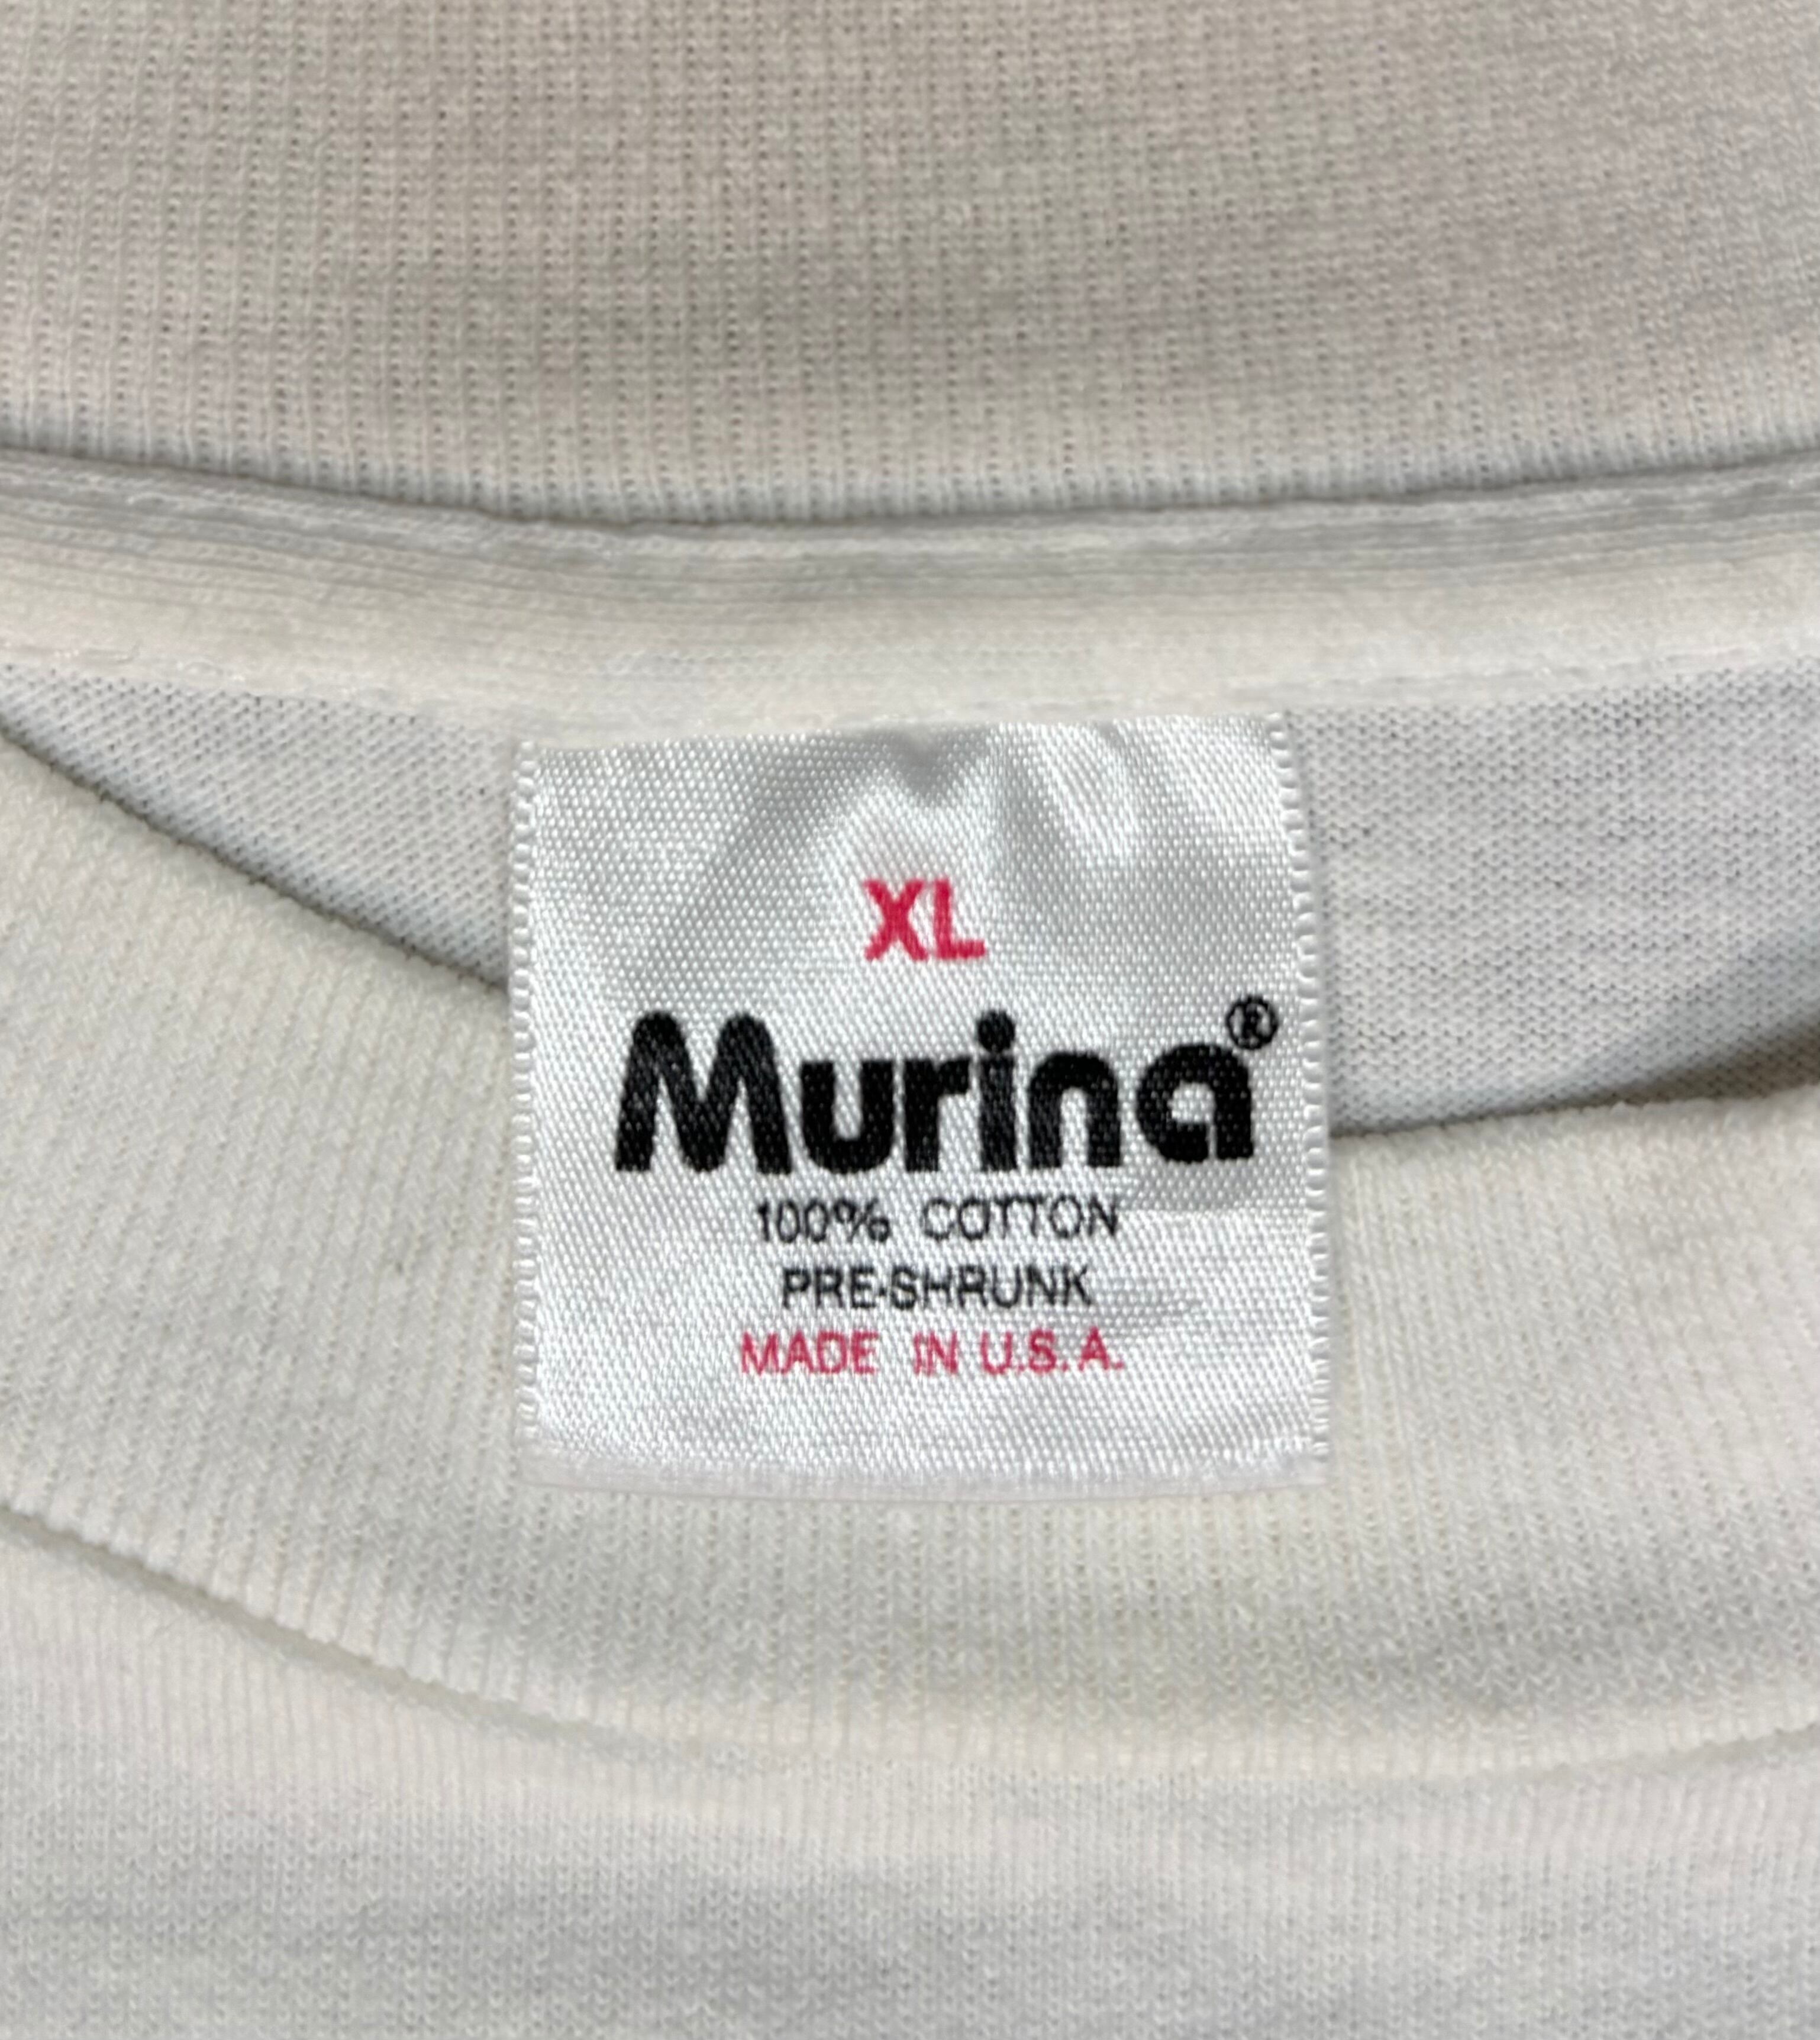 XL
Murina®
100% COTTON
PRE-SHRUNK
MADE IN U.S.A.